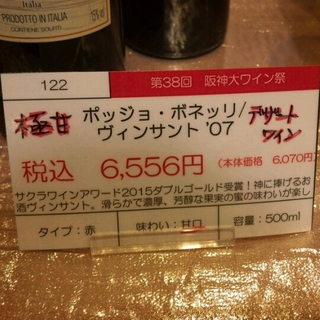 Italia
PRODOTTO IN ITALIA
CONTIENE SOLFITI
122
第38回 阪神大ワイン祭
極甘
ポッジョ・ボネッリ/
ヴィンサント '07
デザート
ワイン
税込 6,556円 (本体価格 6,070円)
サクラワインアワード2015ダブルゴールド受賞!神に捧げるお
酒ヴィンサント。滑らかで濃厚、芳醇な果実の蜜の味わいが楽し
タイプ:赤
味わい:甘口
容量:500ml